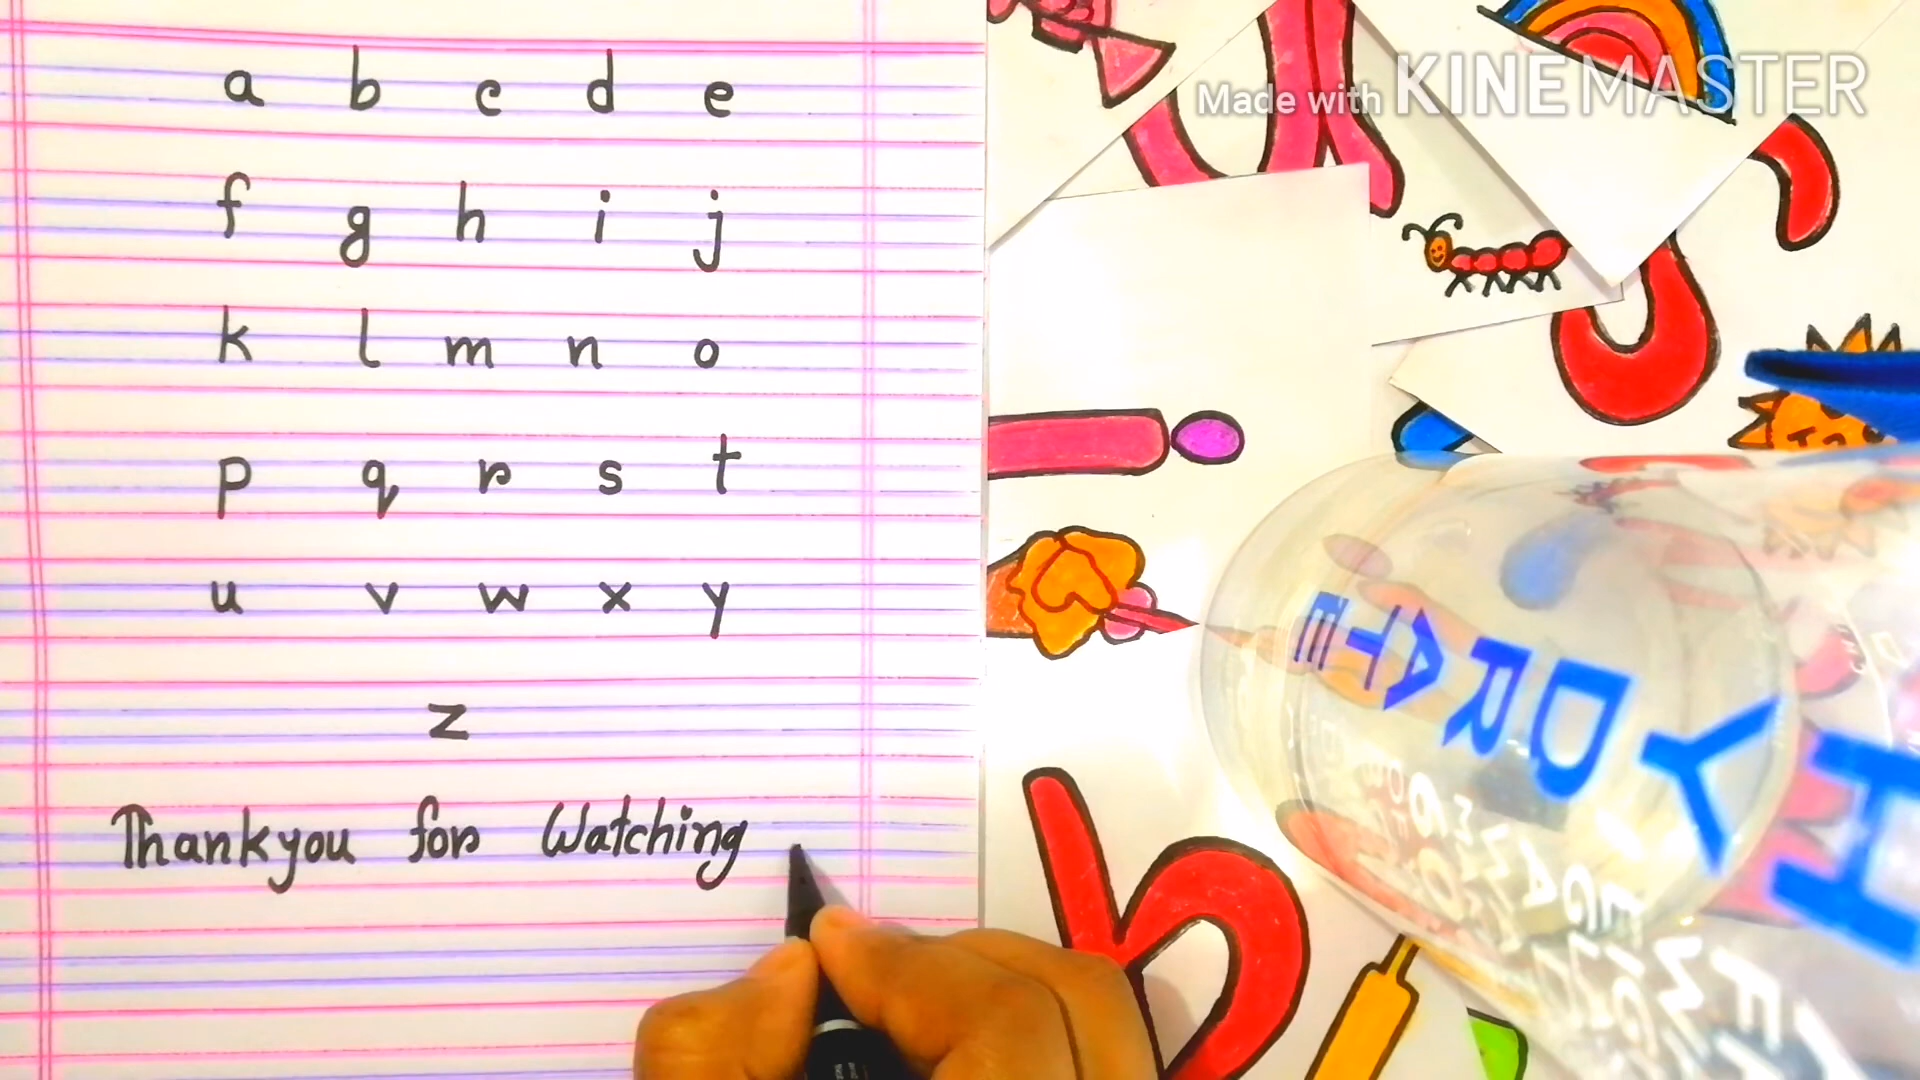 a b c d e
f g h i j
k l m n o
p q r s t
u v w x y
z
Thankyou for Watching
Made with KINEMASTER
HYDRATE